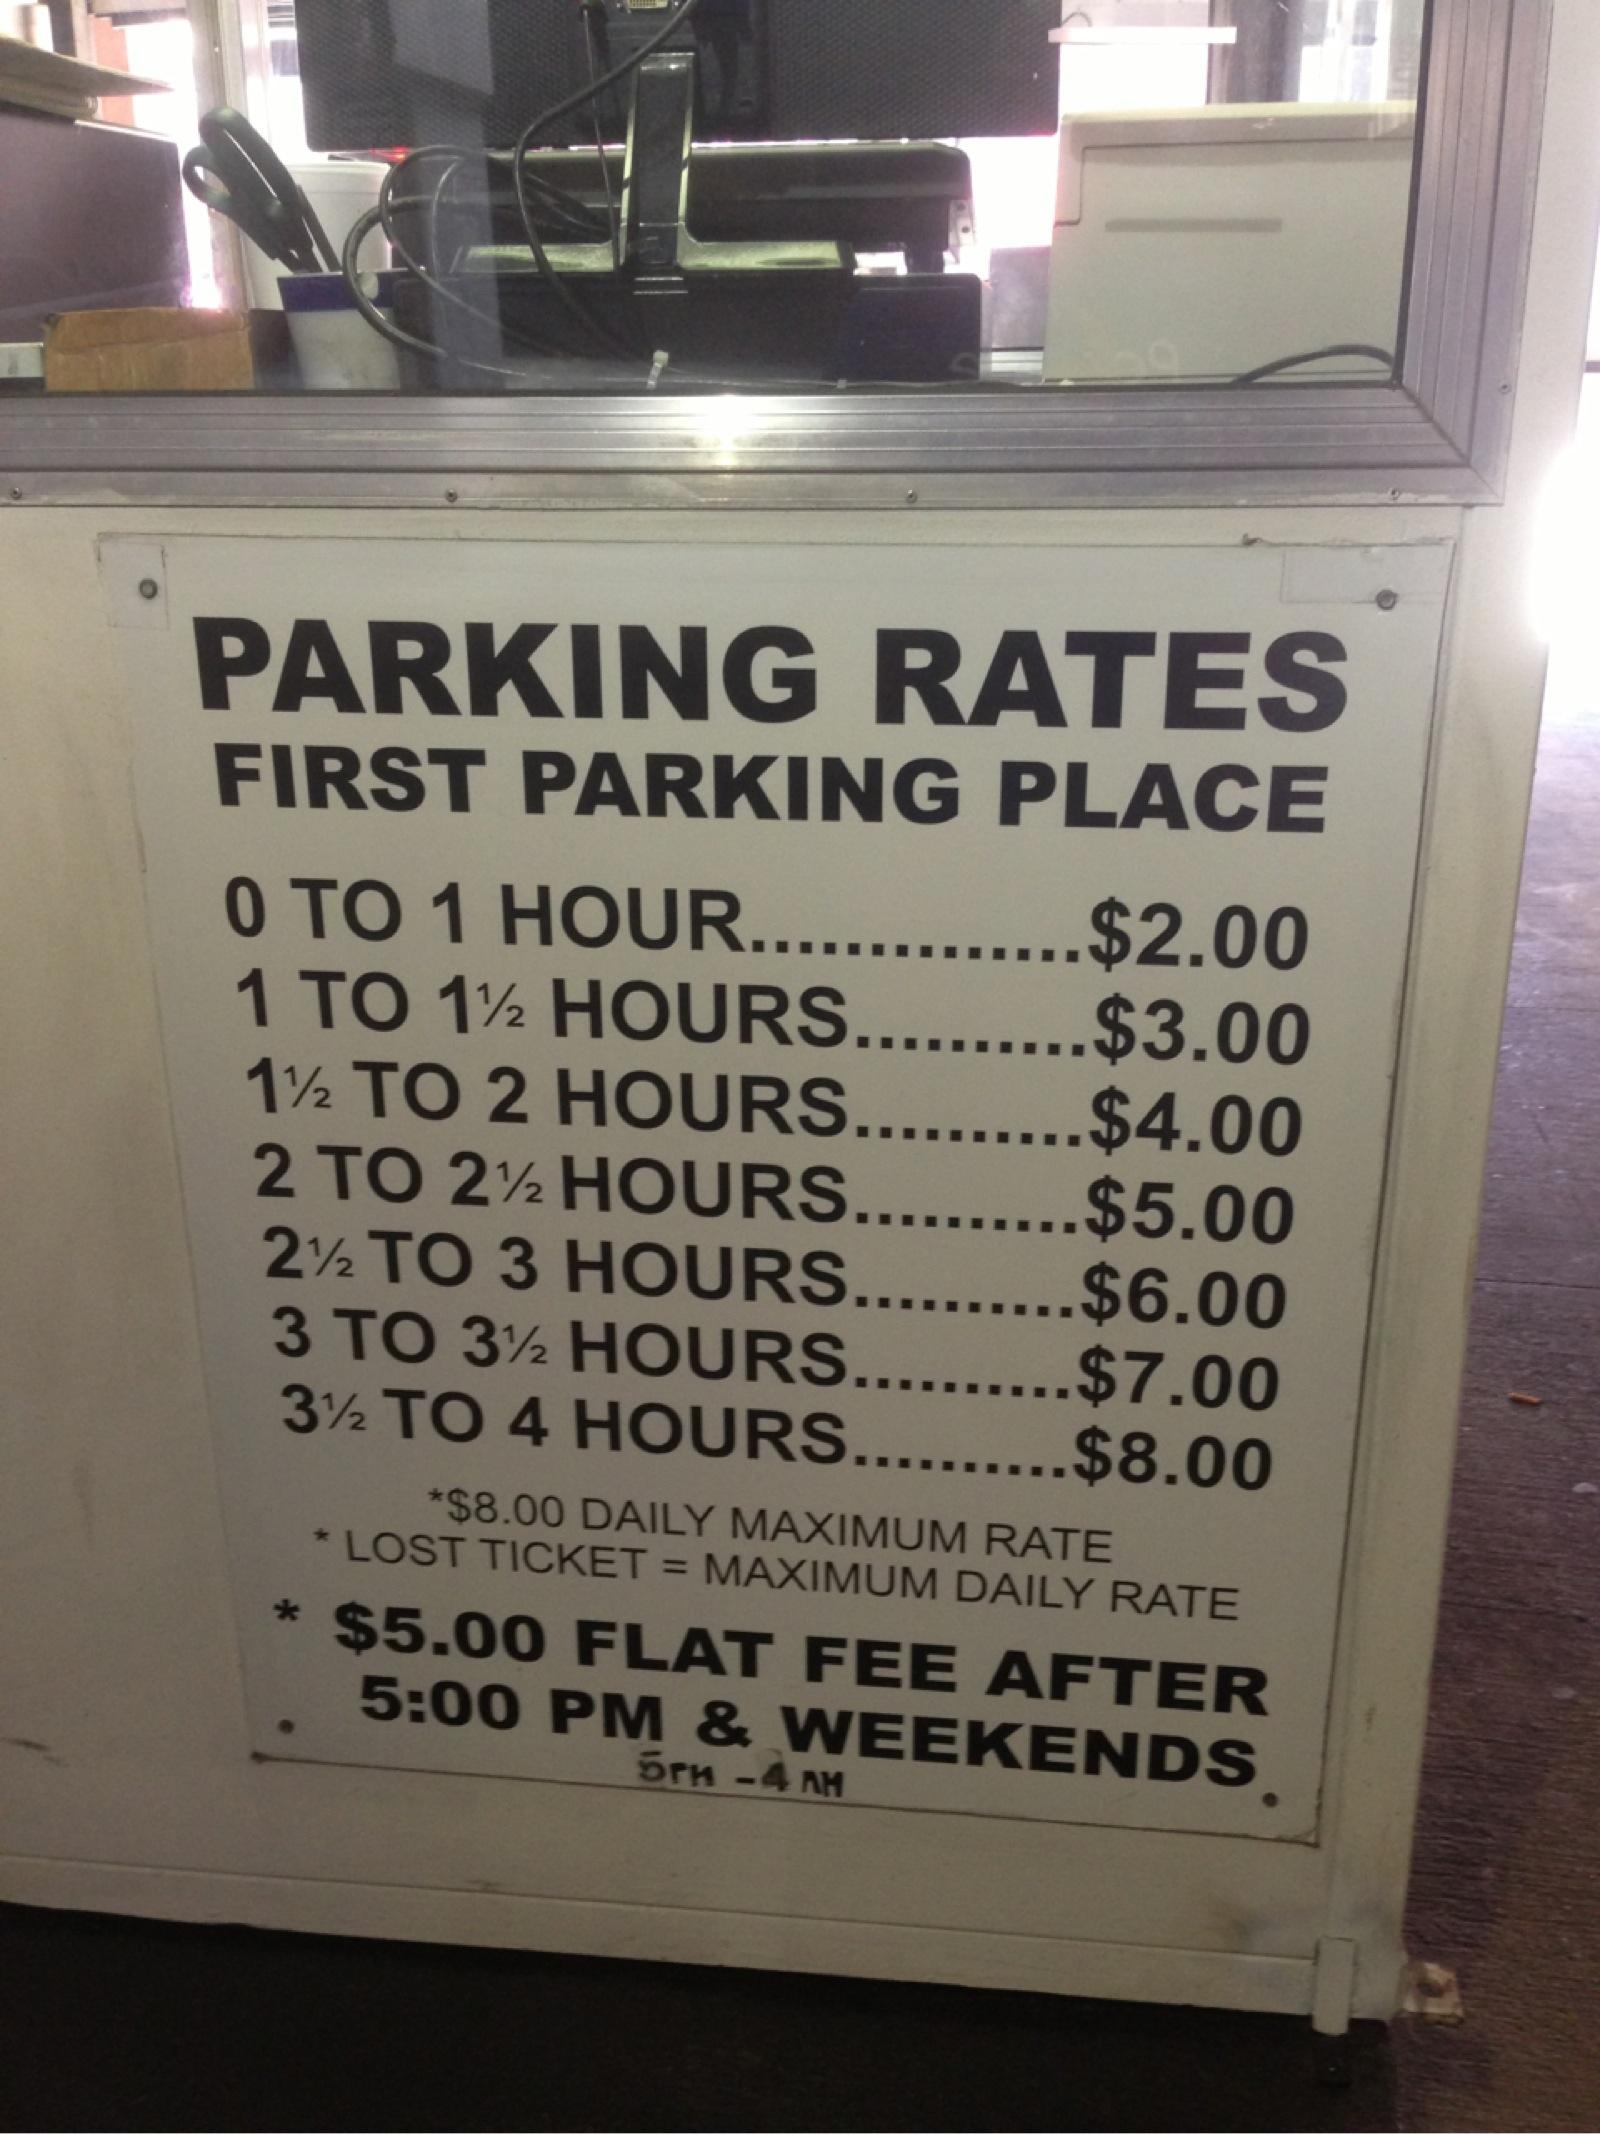 PARKING RATES
FIRST PARKING PLACE
0 TO 1 HOUR..............$2.00
1 TO 1½ HOURS..........$3.00
1½ TO 2 HOURS..........$4.00
2 TO 2½ HOURS..........$5.00
2½ TO 3 HOURS..........$6.00
3 TO 3½ HOURS..........$7.00
3½ TO 4 HOURS..........$8.00
*$8.00 DAILY MAXIMUM RATE
* LOST TICKET = MAXIMUM DAILY RATE
* $5.00 FLAT FEE AFTER
5:00 PM & WEEKENDS
5PM - 4 AM